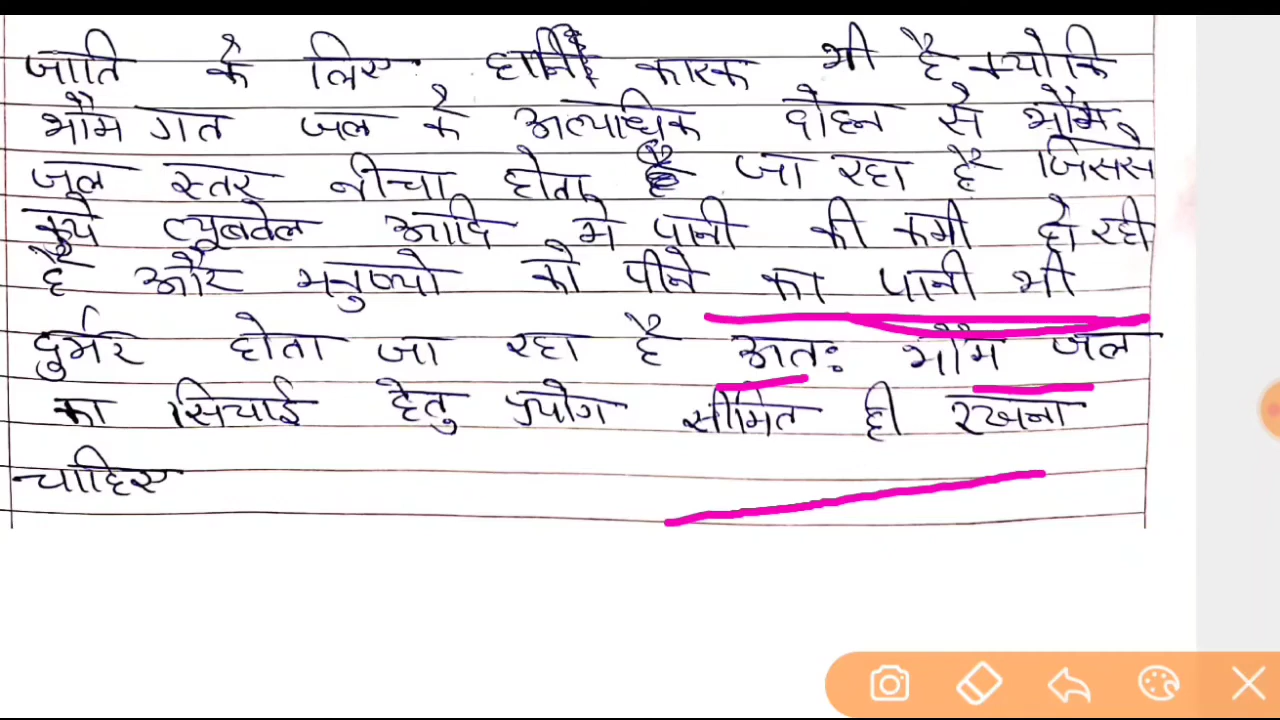 जाति के लिए हानि कारक भी है क्योकि
भौम गत जल के अत्याधिक दोहन से भौम
जल स्तर नीचा होता जा रहा है जिससे
ट्यूबवेल आदि मे पानी की कमी हो रही
है और मनुष्यो को पीने का पानी भी
दुर्भर होता जा रहा है अतः भौम जल
का सिचाई हेतु प्रयोग सीमित ही रखना
चाहिए